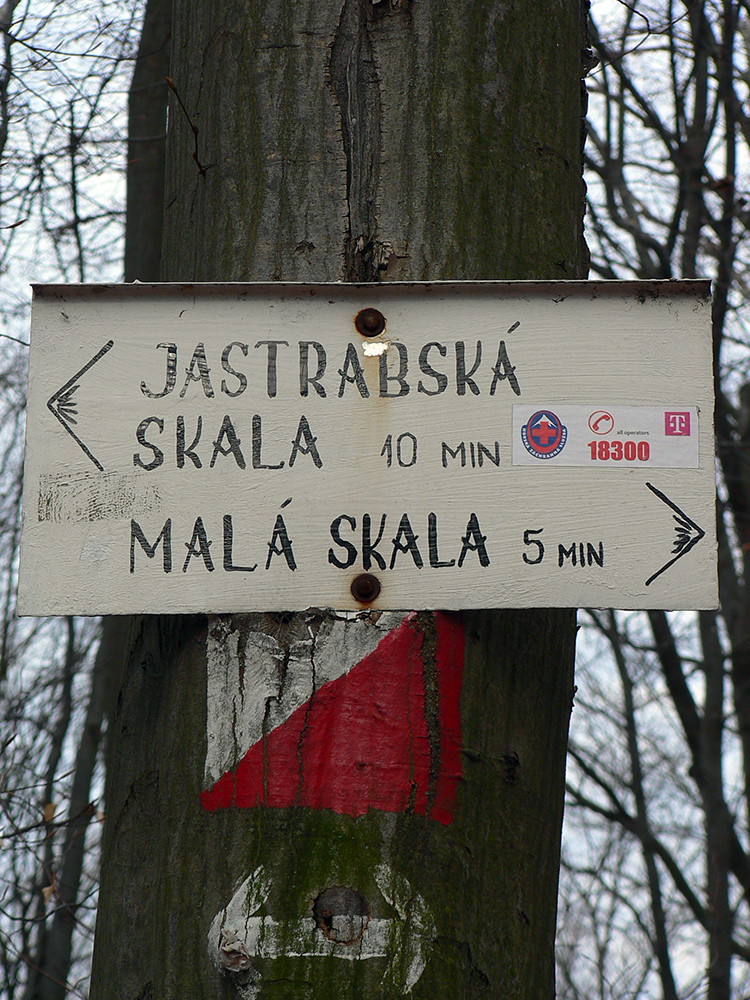 JASTRABSKÁ
SKALA 10 MIN
all operators
18300
T
MALÁ SKALA 5 MIN